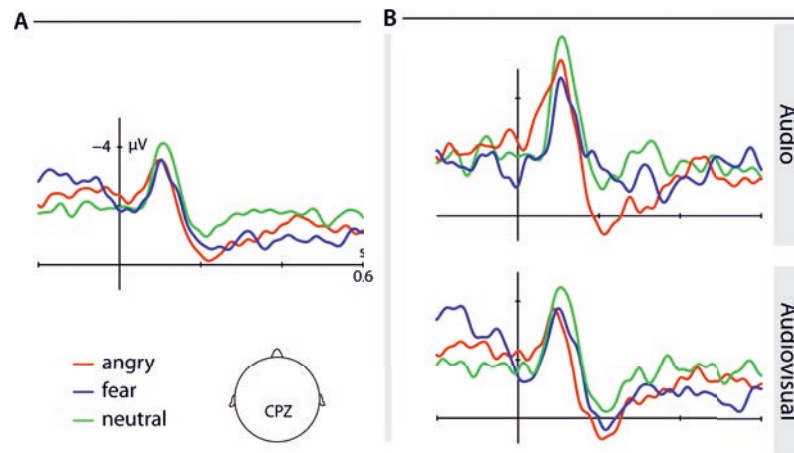 A
B
−4 μV
s
0.6
angry
fear
neutral
CPZ
Audio
Audiovisual